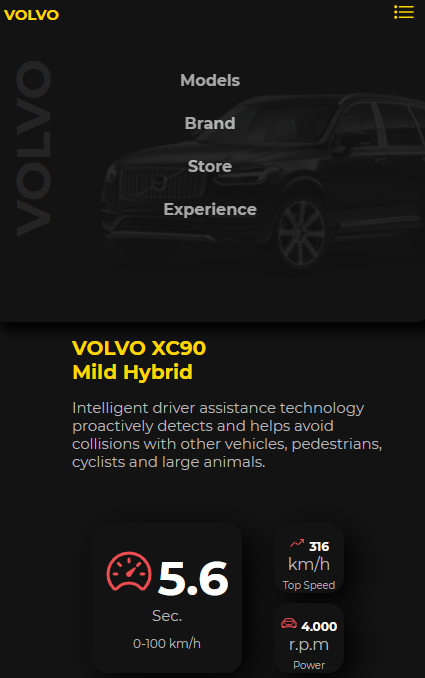 VOLVO
VOLVO
Models
Brand
Store
Experience
VOLVO XC90
Mild Hybrid
Intelligent driver assistance technology
proactively detects and helps avoid
collisions with other vehicles, pedestrians,
cyclists and large animals.
5.6
Sec.
0-100 km/h
316
km/h
Top Speed
4.000
r.p.m
Power